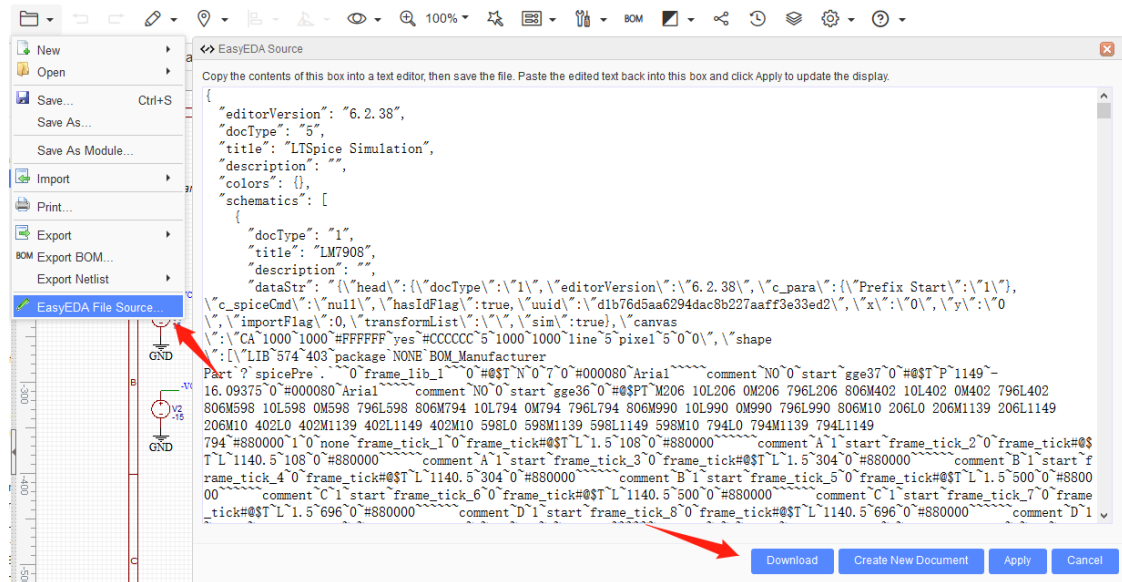 100%
BOM
New
Open
Save... Ctrl+S
Save As...
Save As Module...
Import
Print...
Export
BOM Export BOM...
Export Netlist
EasyEDA File Source...
GND
B
V2
-15
GND
C
-300
-400
EasyEDA Source
Copy the contents of this box into a text editor, then save the file. Paste the edited text back into this box and click Apply to update the display.
{
"editorVersion": "6.2.38",
"docType": "5",
"title": "LTSpice Simulation",
"description": "",
"colors": {},
"schematics": [
{
"docType": "1",
"title": "LM7908",
"description": "",
"dataStr": "{\"head\":{\"docType\":\"1\",\"editorVersion\":\"6.2.38\",\"c_para\":{\"Prefix Start\":\"1\"},
\"c_spiceCmd\":\"null\",\"hasIdFlag\":true,\"uuid\":\"d1b76d5aa6294dac8b227aaff3e33ed2\",\"x\":\"0\",\"y\":\"0
\",\"importFlag\":0,\"transformList\":\"\",\"sim\":true},\"canvas
\":\"CA~1000~1000~#FFFFFF~yes~#CCCCCC~5~1000~1000~line~5~pixel~5~0~0\",\"shape
\":[\"LIB~574~403~package`NONE`BOM_Manufacturer
Part`?`spicePre`.`~~~0~frame_lib_1~~~0~#@$T~N~0~7~0~#000080~Arial~~~~~comment~NO~0~start~gge37~0~#@$T~P~1149~-
16.09375~0~#000080~Arial~~~~~comment~NO~0~start~gge36~0~#@$PT~M206 10L206 0M206 796L206 806M402 10L402 0M402 796L402
806M598 10L598 0M598 796L598 806M794 10L794 0M794 796L794 806M990 10L990 0M990 796L990 806M10 206L0 206M1139 206L1149
206M10 402L0 402M1139 402L1149 402M10 598L0 598M1139 598L1149 598M10 794L0 794M1139 794L1149
794~#880000~1~0~none~frame_tick_1~0~frame_tick#@$T~L~1.5~108~0~#880000~~~~~~comment~A~1~start~frame_tick_2~0~frame_tick#@$
T~L~1140.5~108~0~#880000~~~~~~comment~A~1~start~frame_tick_3~0~frame_tick#@$T~L~1.5~304~0~#880000~~~~~~comment~B~1~start~f
rame_tick_4~0~frame_tick#@$T~L~1140.5~304~0~#880000~~~~~~comment~B~1~start~frame_tick_5~0~frame_tick#@$T~L~1.5~500~0~#8800
00~~~~~~comment~C~1~start~frame_tick_6~0~frame_tick#@$T~L~1140.5~500~0~#880000~~~~~~comment~C~1~start~frame_tick_7~0~frame
_tick#@$T~L~1.5~696~0~#880000~~~~~~comment~D~1~start~frame_tick_8~0~frame_tick#@$T~L~1140.5~696~0~#880000~~~~~~comment~D~1
Download
Create New Document
Apply
Cancel